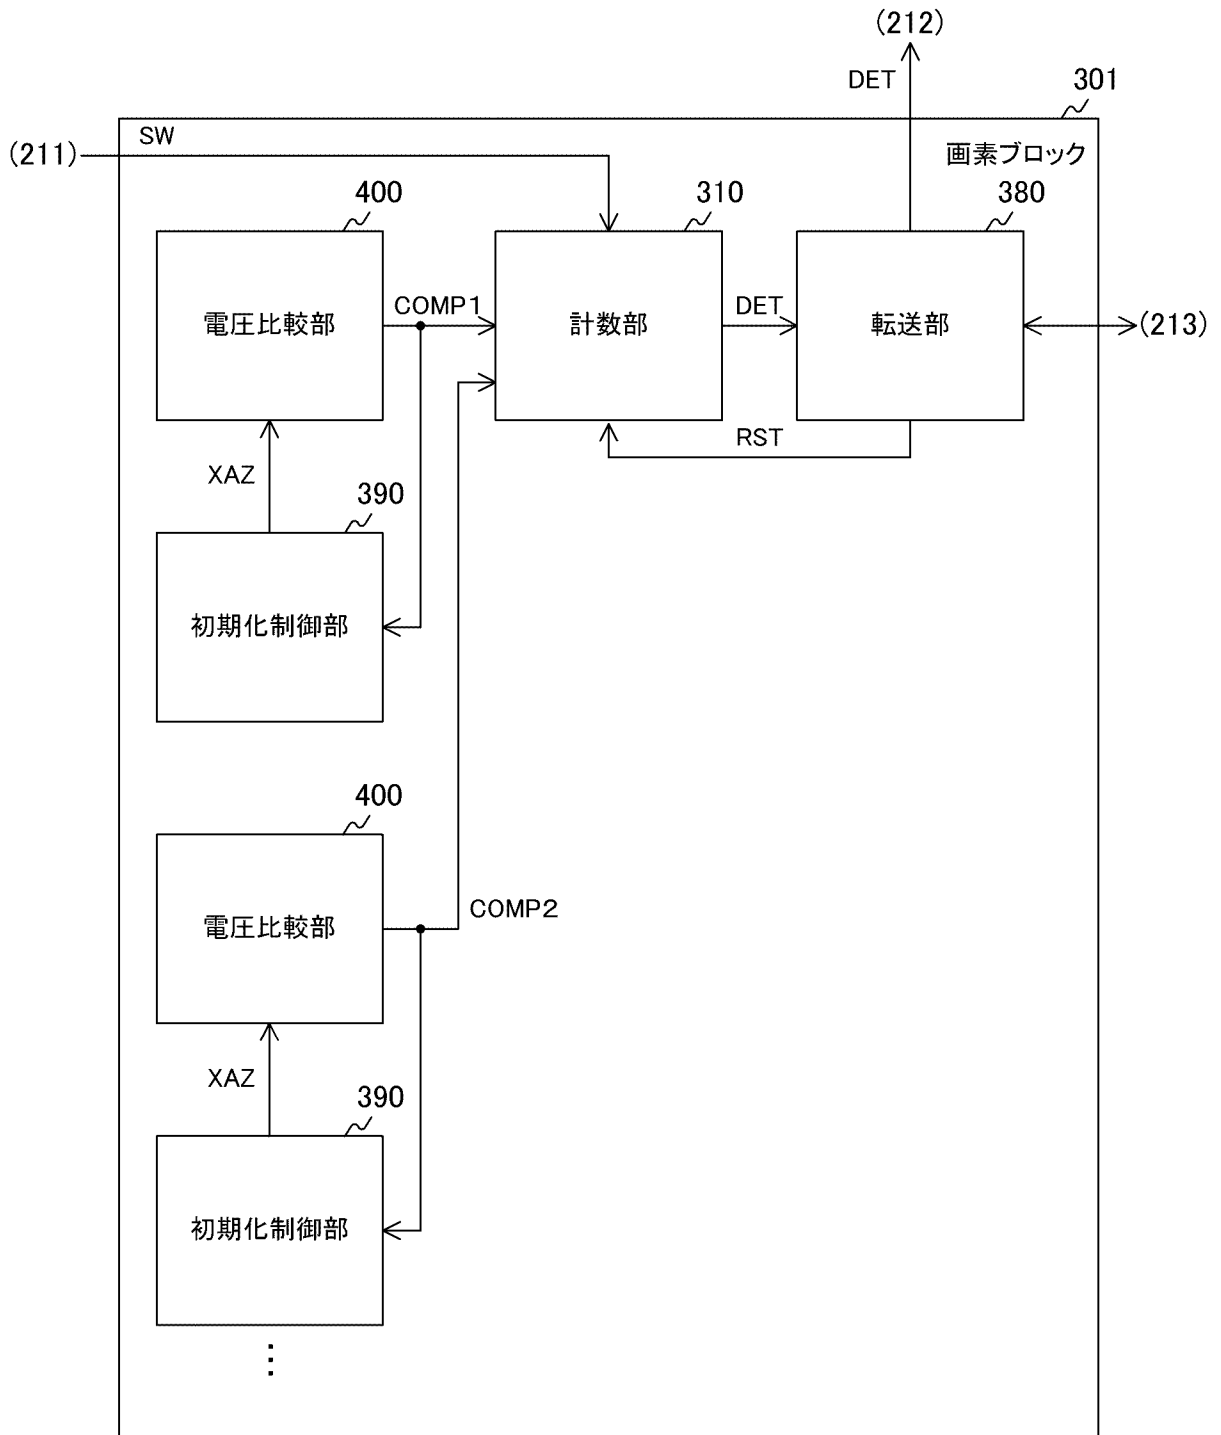 (212)
DET
301
SW
(211)
画素ブロック
400
310
380
電圧比較部
COMP1
計数部
DET
転送部
(213)
RST
XAZ
390
初期化制御部
400
電圧比較部
COMP2
XAZ
390
初期化制御部
⋮